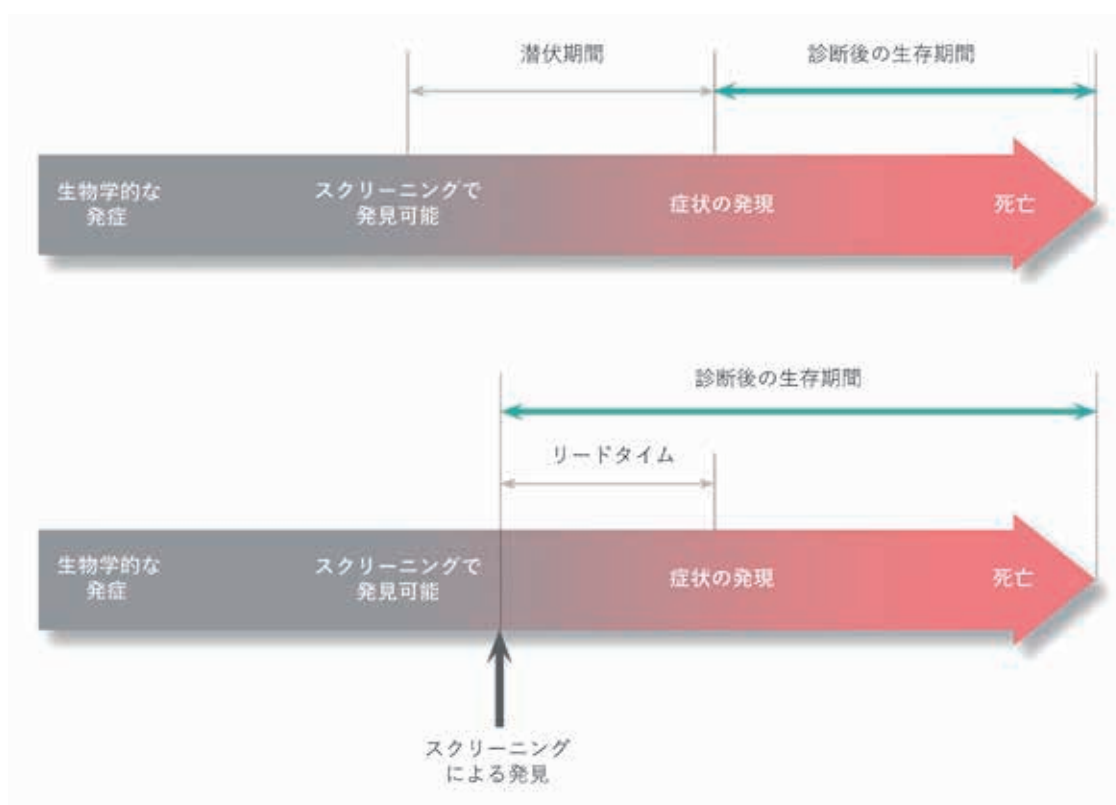 潜伏期間
診断後の生存期間
生物学的な
発症
スクリーニングで
発見可能
症状の発現
死亡
診断後の生存期間
リードタイム
生物学的な
発症
スクリーニングで
発見可能
症状の発現
死亡
スクリーニング
による発見